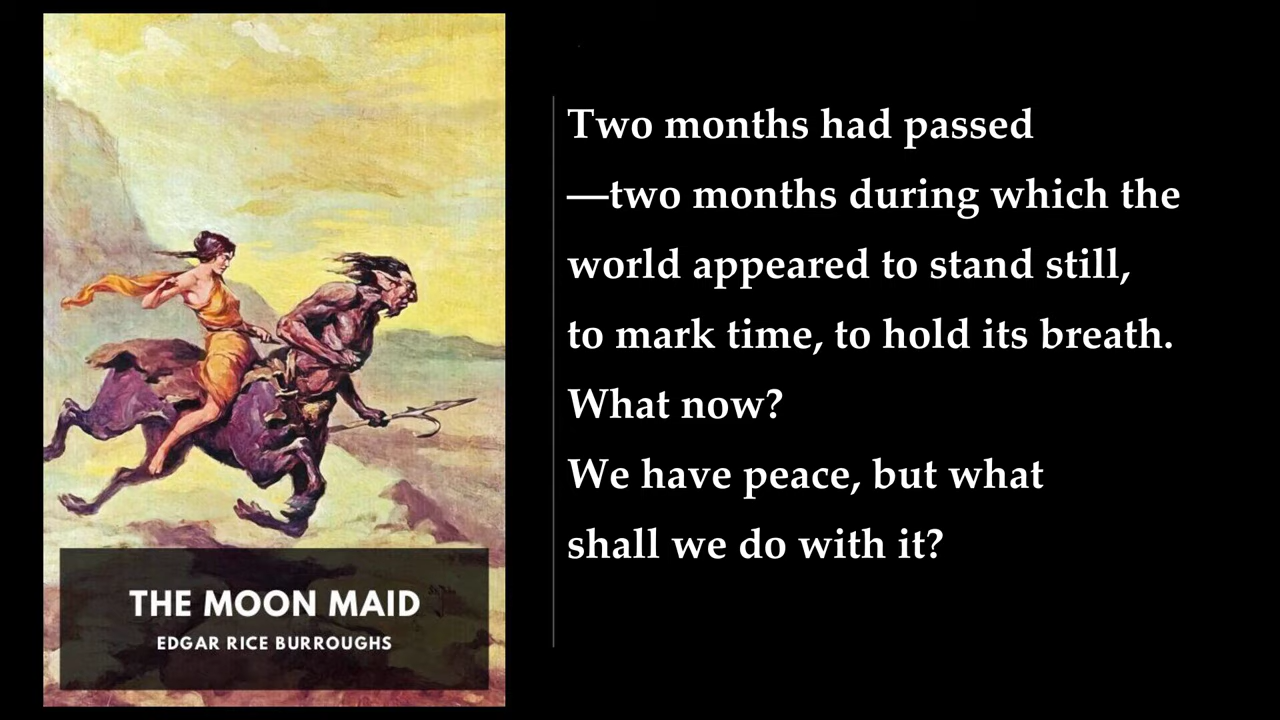 THE MOON MAID
EDGAR RICE BURROUGHS
Two months had passed
—two months during which the
world appeared to stand still,
to mark time, to hold its breath.
What now?
We have peace, but what
shall we do with it?